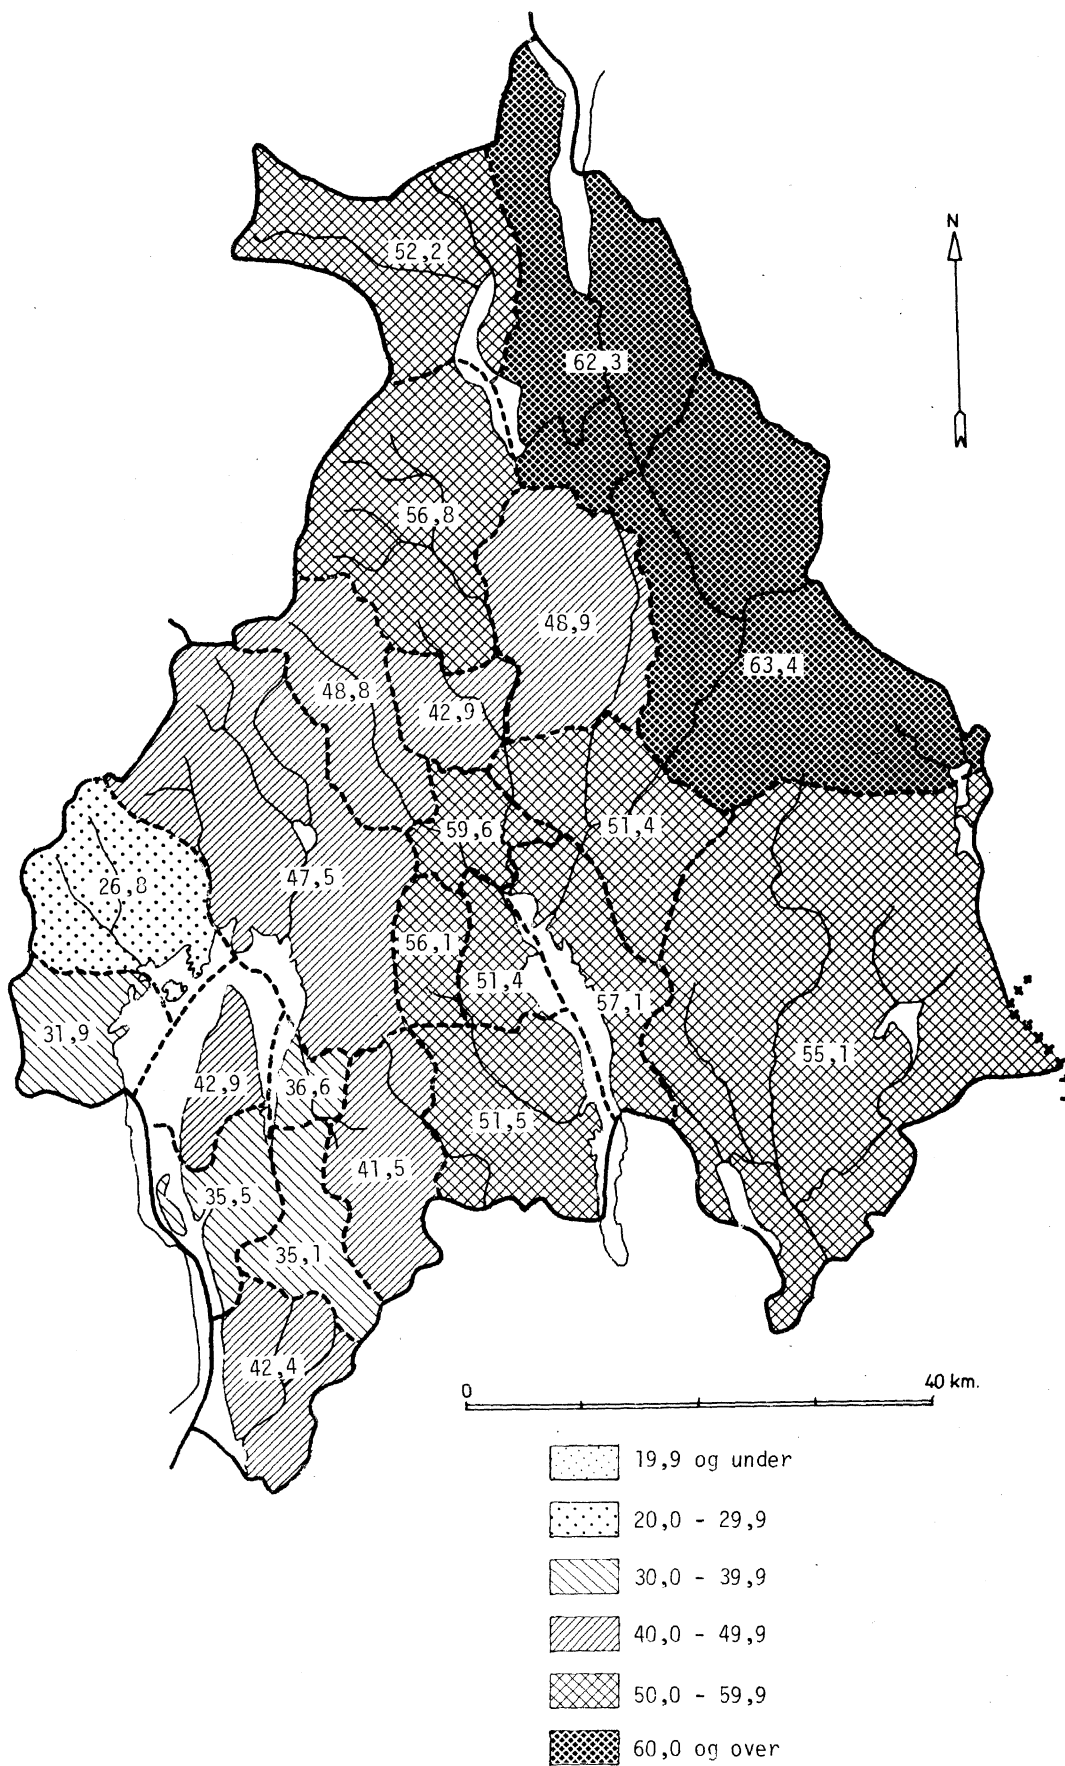 N
52,2
62,3
56,8
48,9
63,4
48,8
42,9
59,6
51,4
26,8
47,5
56,1
51,4
57,1
31,9
55,1
42,9
36,6
51,5
41,5
35,5
35,1
42,4
0 40 km.
19,9 og under
20,0 - 29,9
30,0 - 39,9
40,0 - 49,9
50,0 - 59,9
60,0 og over